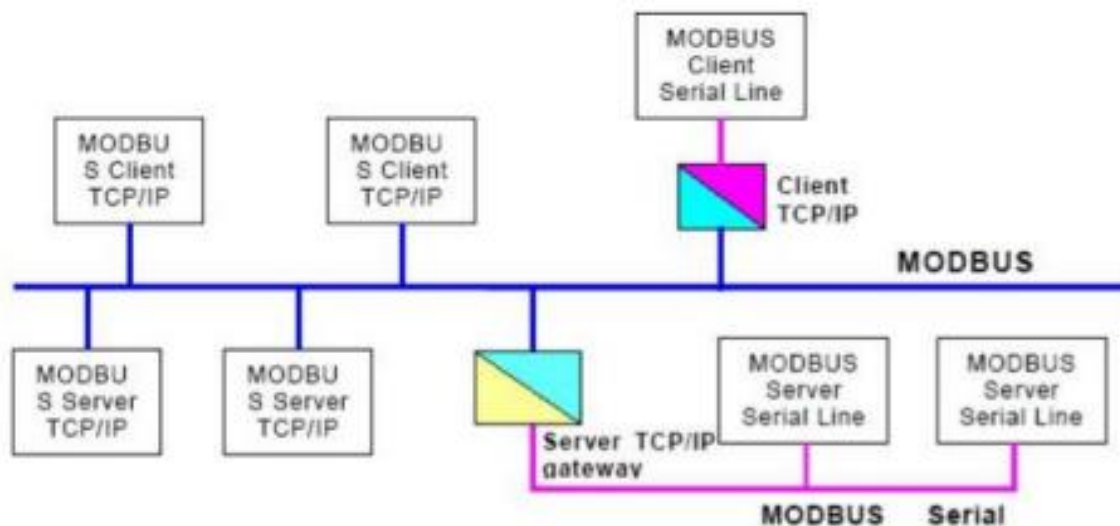 MODBUS
Client
Serial Line
MODBU
S Client
TCP/IP
MODBU
S Client
TCP/IP
Client
TCP/IP
MODBUS
MODBU
S Server
TCP/IP
MODBU
S Server
TCP/IP
Server TCP/IP
gateway
MODBUS
Server
Serial Line
MODBUS
Server
Serial Line
MODBUS Serial